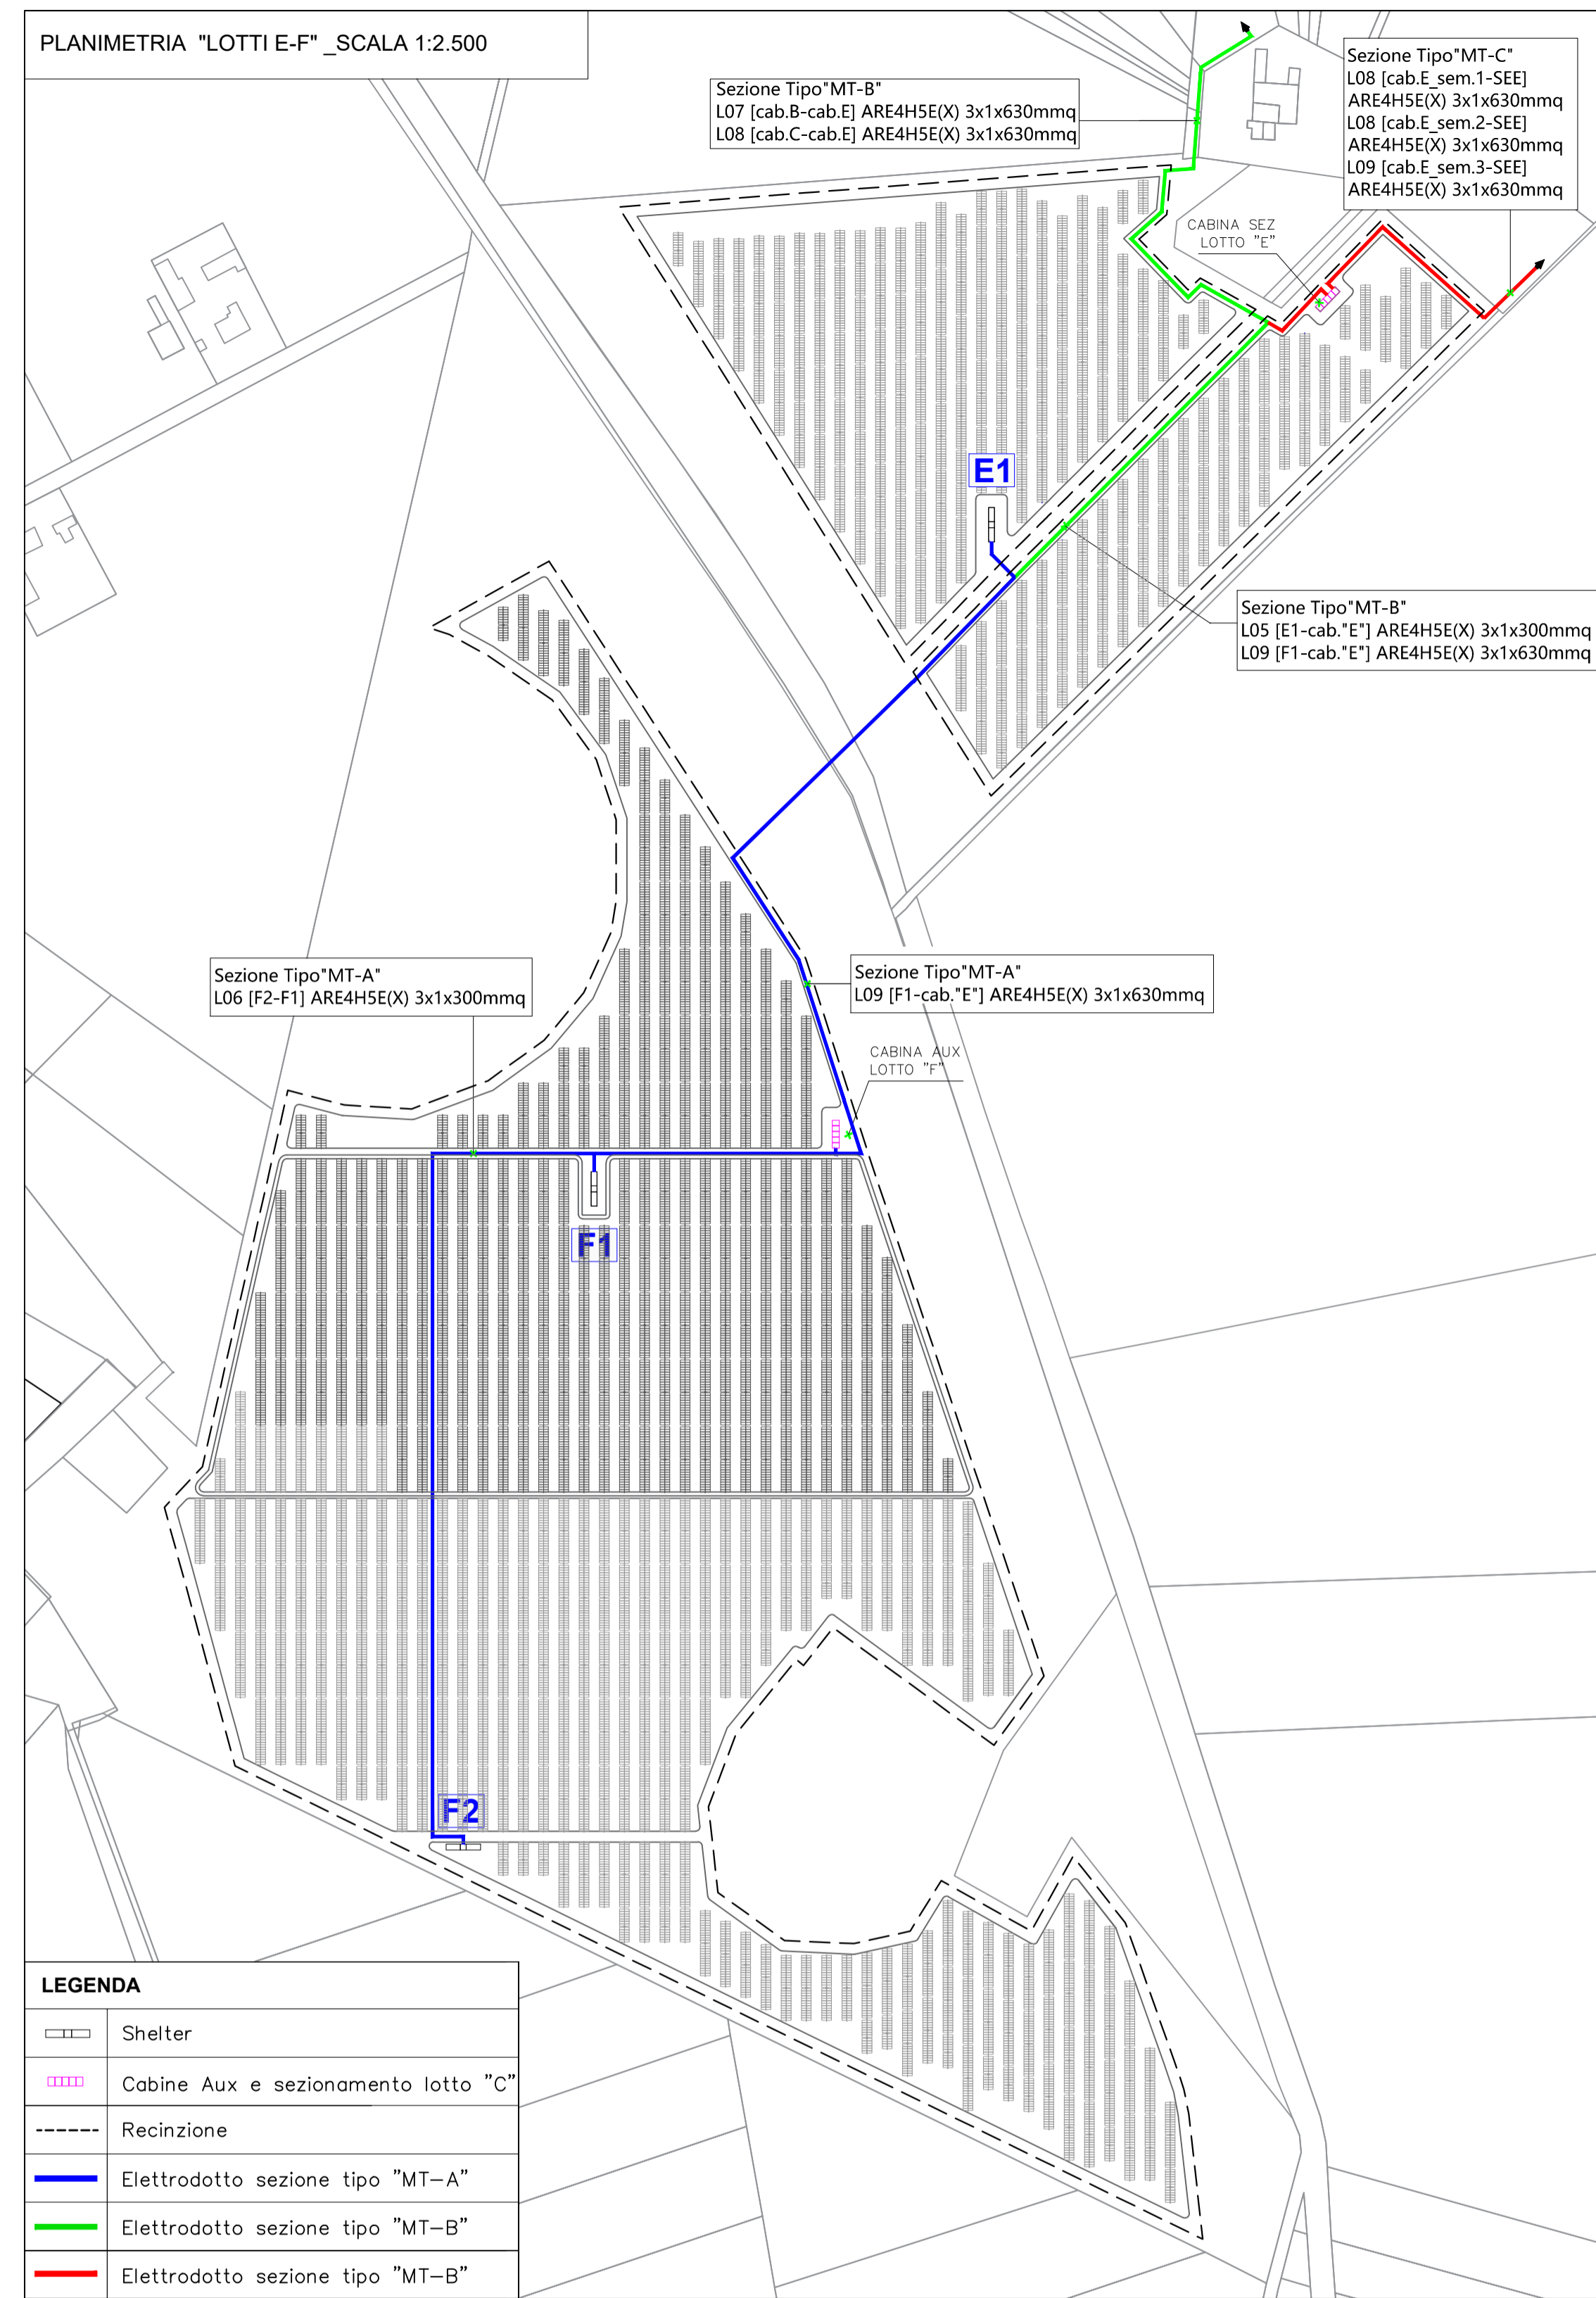 PLANIMETRIA "LOTTI E-F" _SCALA 1:2.500
Sezione Tipo"MT-B"
L07 [cab.B-cab.E] ARE4H5E(X) 3x1x630mmq
L08 [cab.C-cab.E] ARE4H5E(X) 3x1x630mmq
Sezione Tipo"MT-C"
L08 [cab.E_sem.1-SEE]
ARE4H5E(X) 3x1x630mmq
L08 [cab.E_sem.2-SEE]
ARE4H5E(X) 3x1x630mmq
L09 [cab.E_sem.3-SEE]
ARE4H5E(X) 3x1x630mmq
CABINA SEZ
LOTTO "E"
E1
Sezione Tipo"MT-B"
L05 [E1-cab."E"] ARE4H5E(X) 3x1x300mmq
L09 [F1-cab."E"] ARE4H5E(X) 3x1x630mmq
Sezione Tipo"MT-A"
L06 [F2-F1] ARE4H5E(X) 3x1x300mmq
Sezione Tipo"MT-A"
L09 [F1-cab."E"] ARE4H5E(X) 3x1x630mmq
CABINA AUX
LOTTO "F"
F1
F2
LEGENDA
Shelter
Cabine Aux e sezionamento lotto "C"
Recinzione
Elettrodotto sezione tipo "MT-A"
Elettrodotto sezione tipo "MT-B"
Elettrodotto sezione tipo "MT-B"